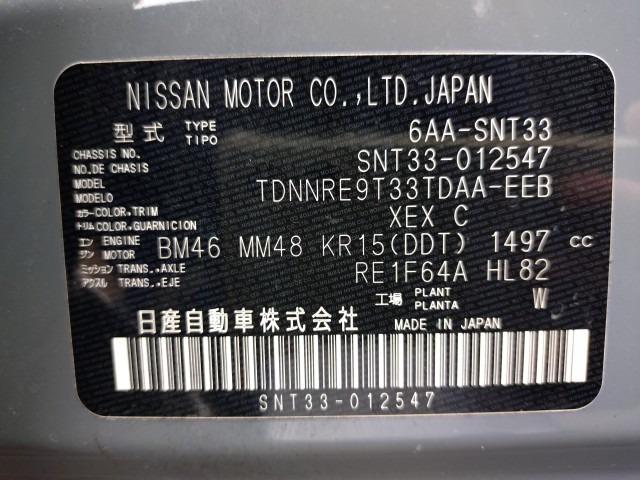 NISSAN MOTOR CO.,LTD.JAPAN
型式 TYPE TIPO 6AA-SNT33
CHASSIS NO. NO.DE CHASIS SNT33-012547
MODEL MODELO TDNNRE9T33TDAA-EEB
カラー COLOR,TRIM トリム COLOR,GUARNICION XEX C
エンジン ENGINE MOTOR BM46 MM48 KR15(DDT) 1497 cc
ミッション TRANS.,AXLE アクスル TRANS.,EJE RE1F64A HL82
工場 PLANT PLANTA W
日産自動車株式会社 MADE IN JAPAN
SNT33-012547